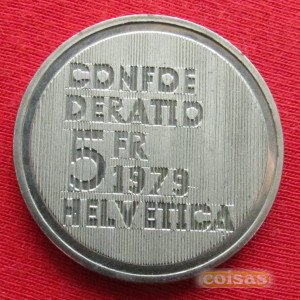 CONFOE
DERATIO
5 FR
1979
HELVETICA
coisas